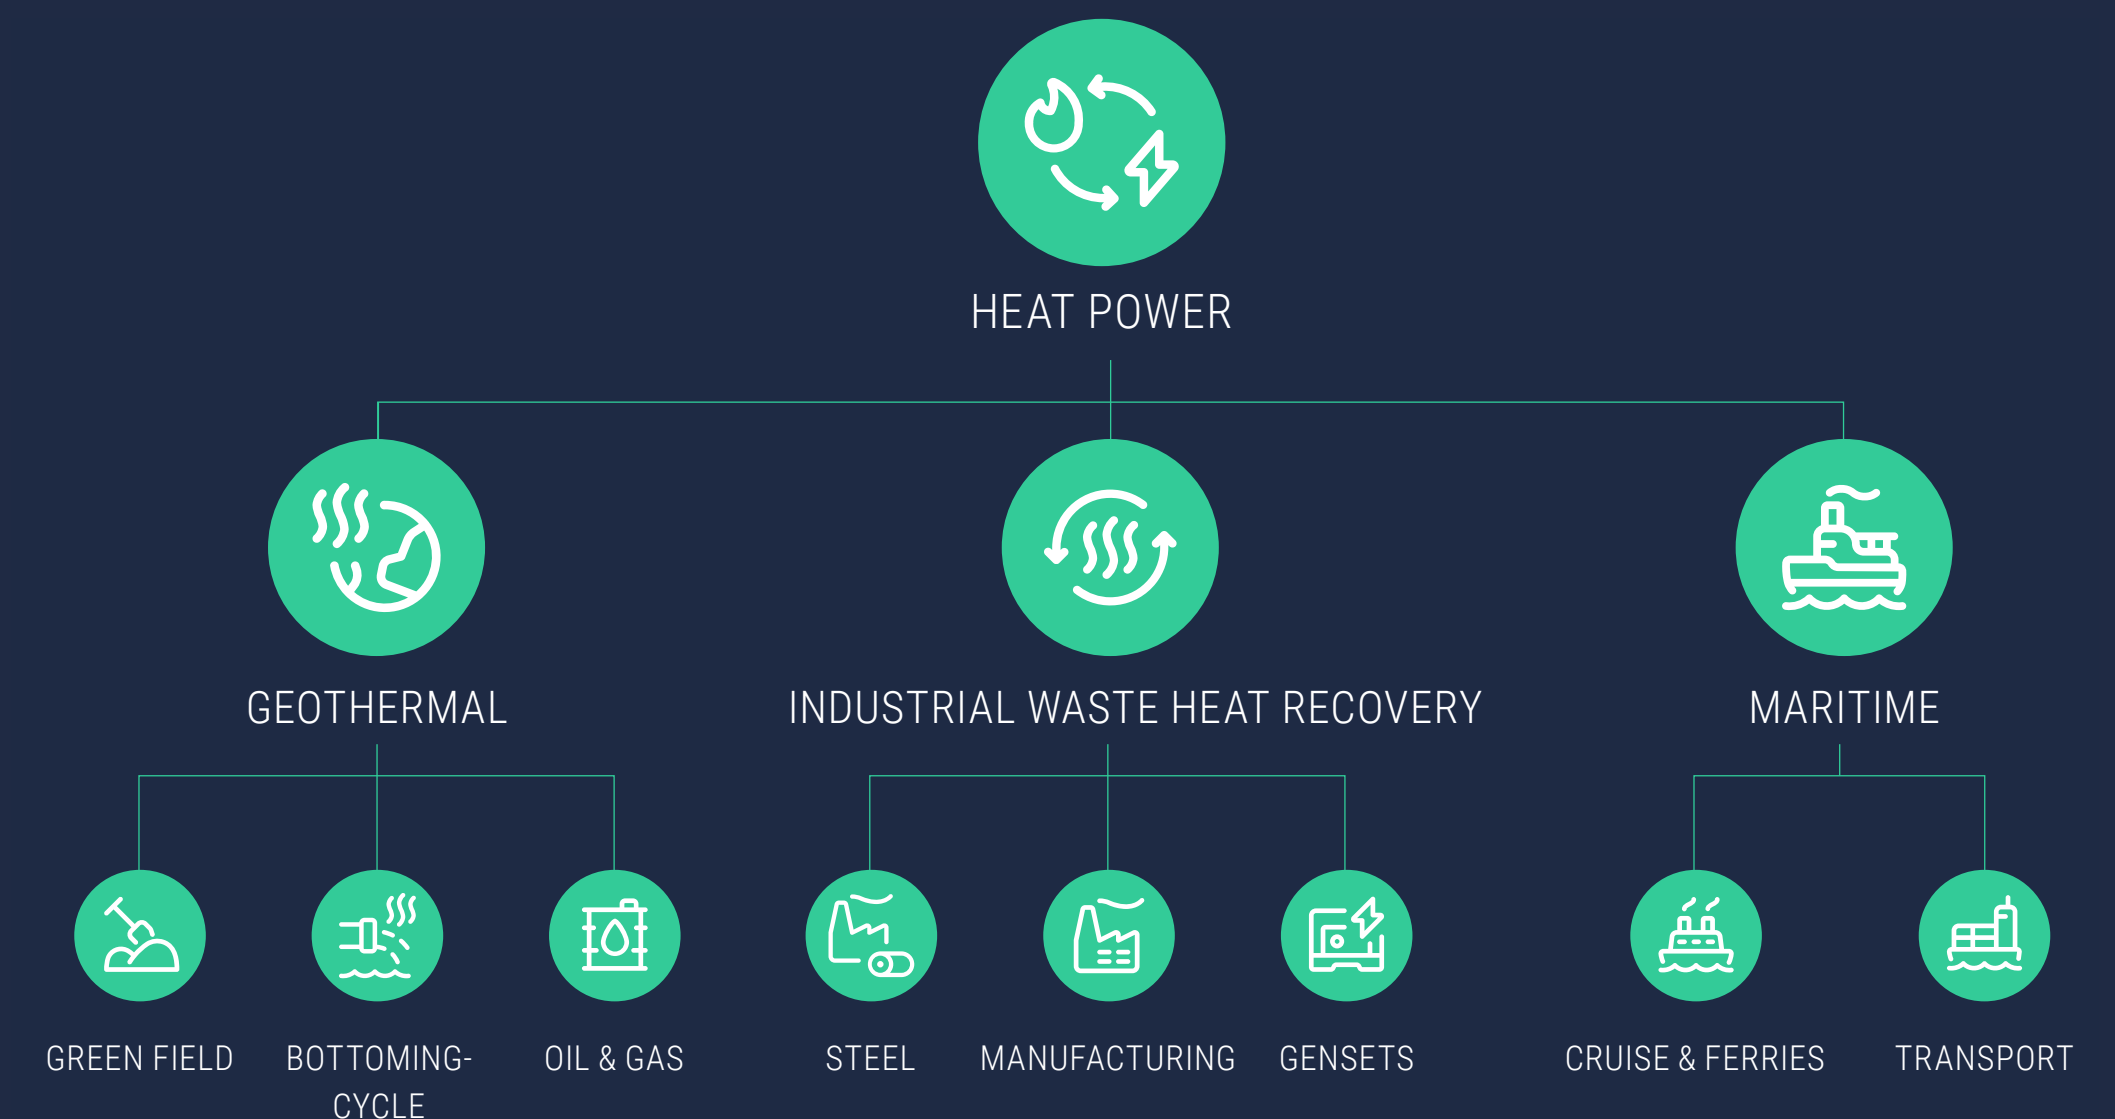 HEAT POWER
GEOTHERMAL
INDUSTRIAL WASTE HEAT RECOVERY
MARITIME
GREEN FIELD
BOTTOMING-
CYCLE
OIL & GAS
STEEL
MANUFACTURING
GENSETS
CRUISE & FERRIES
TRANSPORT